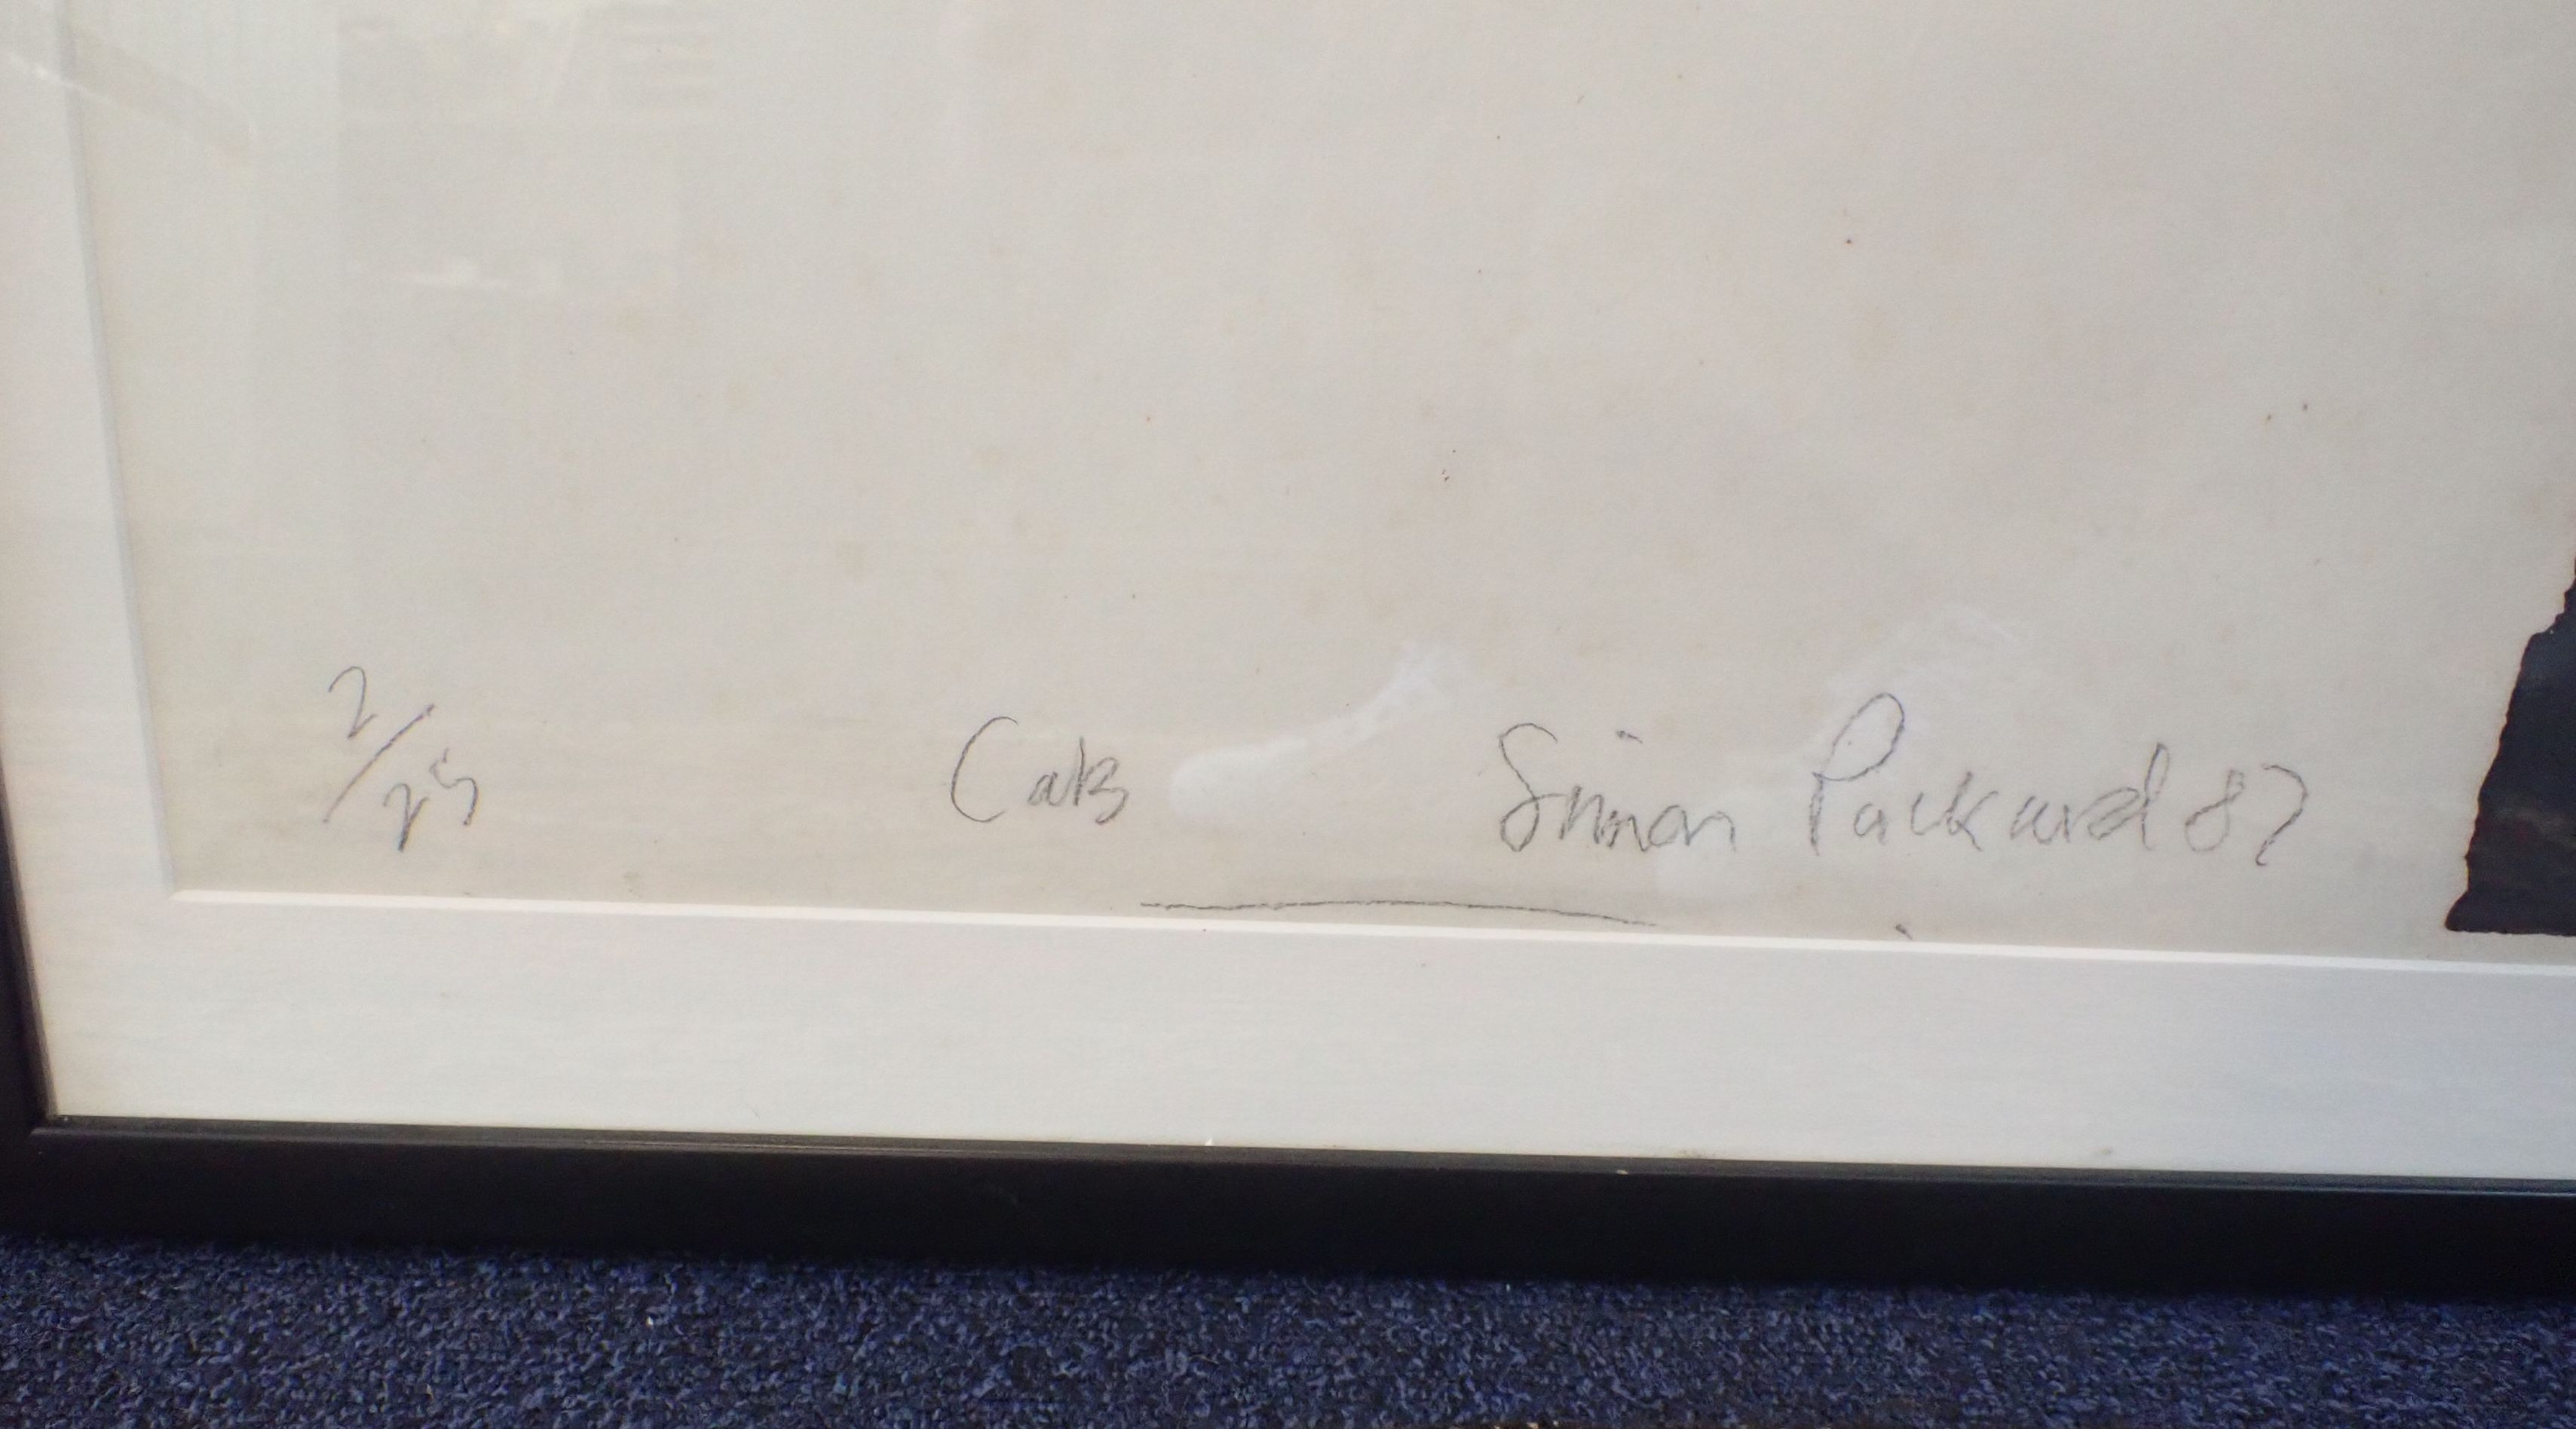 2/25 Cats Simon Packard 87